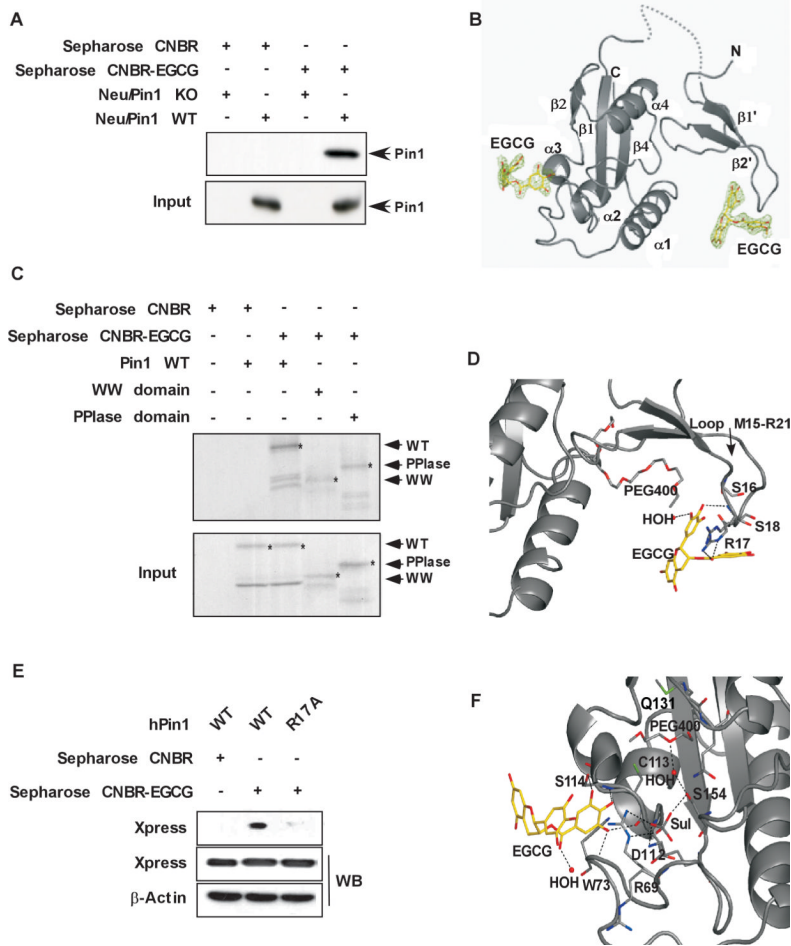 A
Sepharose CNBR + + - -
Sepharose CNBR-EGCG - - + +
Neu/Pin1 KO + - + -
Neu/Pin1 WT - + - +
Pin1
Input
Pin1
B
N
C
β2
α4
β1
β1'
β4
β2'
EGCG
α3
α2
α1
EGCG
C
Sepharose CNBR + + - - -
Sepharose CNBR-EGCG - - + + +
Pin1 WT - + + - -
WW domain - - - + -
PPIase domain - - - - +
WT
*
PPIase
*
WW
*
Input
WT
* *
PPIase
*
WW
*
D
Loop M15-R21
PEG400
S16
HOH
S18
EGCG
R17
E
hPin1 WT WT R17A
Sepharose CNBR + - -
Sepharose CNBR-EGCG - + +
Xpress
Xpress
WB
β-Actin
F
Q131
PEG400
C113
HOH
S114
S154
Sul
EGCG
D112
HOH
W73
R69